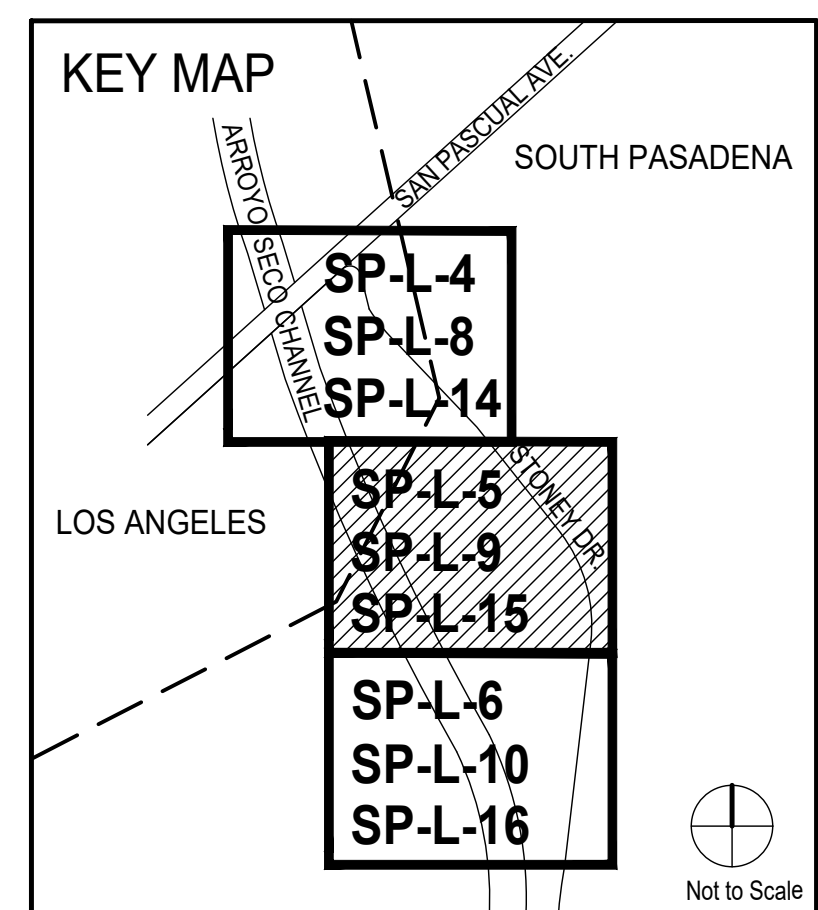 KEY MAP
SAN PASCUAL AVE.
SOUTH PASADENA
ARROYO SECO CHANNEL
SP-L-4
SP-L-8
SP-L-14
STONEY DR.
LOS ANGELES
SP-L-5
SP-L-9
SP-L-15
SP-L-6
SP-L-10
SP-L-16
Not to Scale